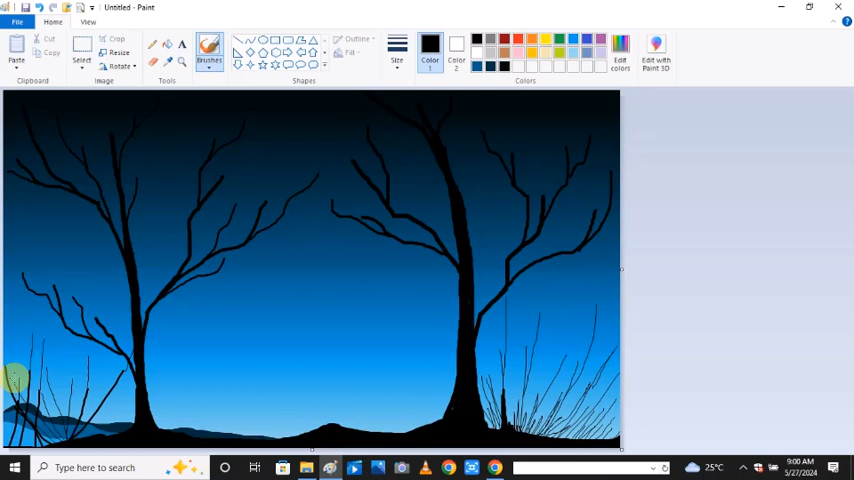 Untitled - Paint
File Home View
Paste
Cut
Copy
Clipboard
Select
Crop
Resize
Rotate
Image
A
Tools
Brushes
Outline
Fill
Shapes
Size
Color 1
Color 2
Edit colors
Colors
Edit with Paint 3D
Type here to search
25°C
9:00 AM
5/27/2024